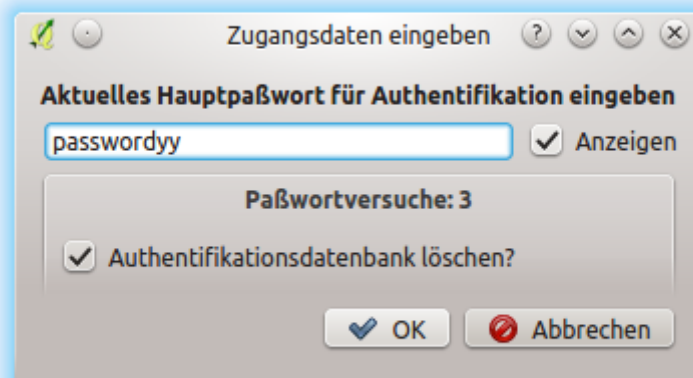 Zugangsdaten eingeben
Aktuelles Hauptpaßwort für Authentifikation eingeben
passwordyy
Anzeigen
Paßwortversuche: 3
Authentifikationsdatenbank löschen?
OK
Abbrechen